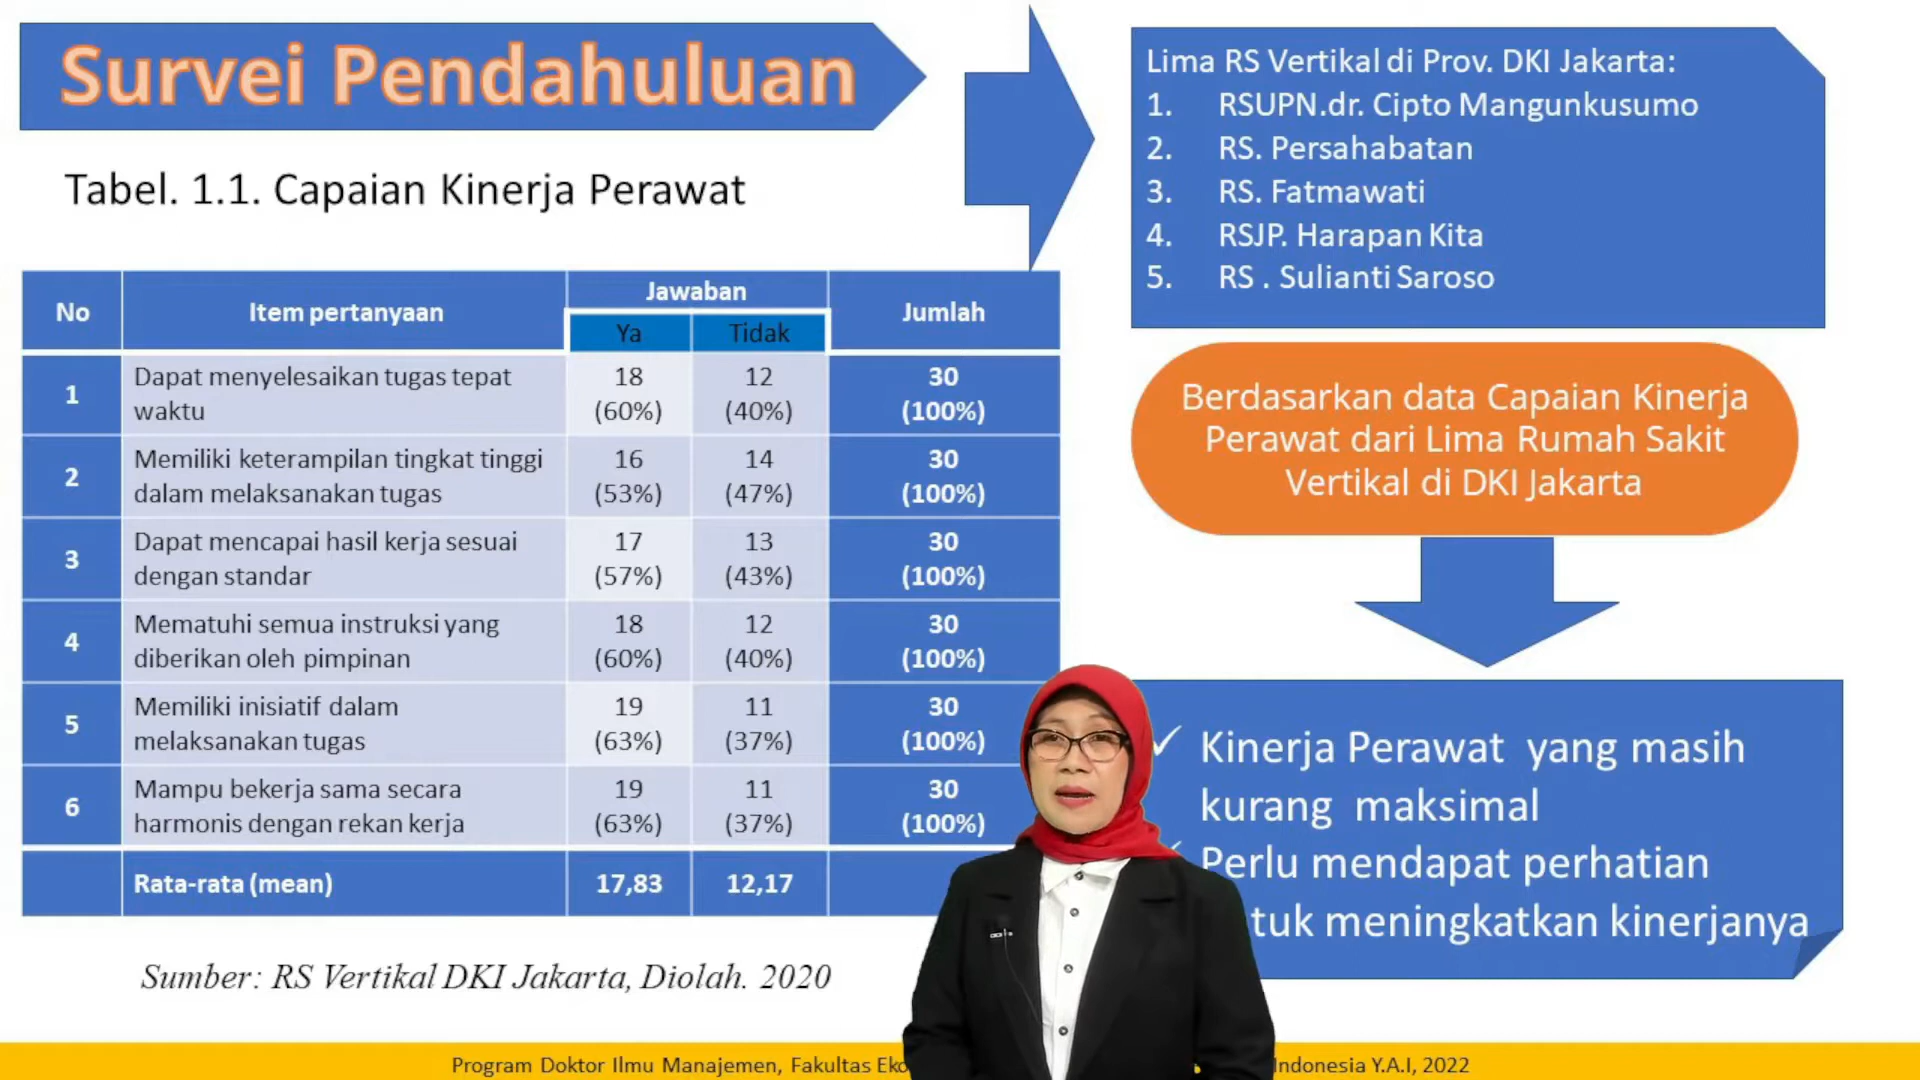 Survei Pendahuluan
Tabel. 1.1. Capaian Kinerja Perawat
No Item pertanyaan Jawaban Jumlah
Ya Tidak
1 Dapat menyelesaikan tugas tepat waktu 18 (60%) 12 (40%) 30 (100%)
2 Memiliki keterampilan tingkat tinggi dalam melaksanakan tugas 16 (53%) 14 (47%) 30 (100%)
3 Dapat mencapai hasil kerja sesuai dengan standar 17 (57%) 13 (43%) 30 (100%)
4 Mematuhi semua instruksi yang diberikan oleh pimpinan 18 (60%) 12 (40%) 30 (100%)
5 Memiliki inisiatif dalam melaksanakan tugas 19 (63%) 11 (37%) 30 (100%)
6 Mampu bekerja sama secara harmonis dengan rekan kerja 19 (63%) 11 (37%) 30 (100%)
Rata-rata (mean) 17,83 12,17
Sumber: RS Vertikal DKI Jakarta, Diolah. 2020
Lima RS Vertikal di Prov. DKI Jakarta:
1. RSUPN.dr. Cipto Mangunkusumo
2. RS. Persahabatan
3. RS. Fatmawati
4. RSJP. Harapan Kita
5. RS . Sulianti Saroso
Berdasarkan data Capaian Kinerja
Perawat dari Lima Rumah Sakit
Vertikal di DKI Jakarta
✓ Kinerja Perawat yang masih
kurang maksimal
Perlu mendapat perhatian
tuk meningkatkan kinerjanya
Program Doktor Ilmu Manajemen, Fakultas Eko Indonesia Y.A.I, 2022